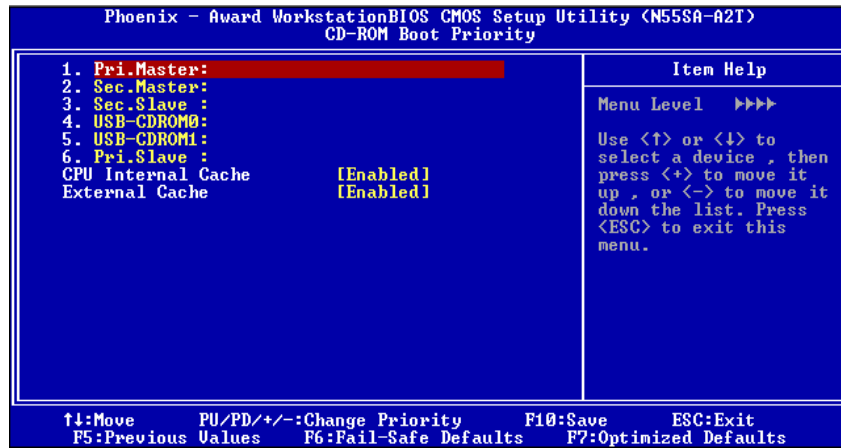 Phoenix - Award WorkstationBIOS CMOS Setup Utility (N55SA-A2T)
CD-ROM Boot Priority
1. Pri.Master:
2. Sec.Master:
3. Sec.Slave :
4. USB-CDROM0:
5. USB-CDROM1:
6. Pri.Slave :
CPU Internal Cache [Enabled]
External Cache [Enabled]
Item Help
Menu Level ▶▶▶▶
Use <↑> or <↓> to
select a device , then
press <+> to move it
up , or <-> to move it
down the list. Press
<ESC> to exit this
menu.
↑↓:Move PU/PD/+/-:Change Priority F10:Save ESC:Exit
F5:Previous Values F6:Fail-Safe Defaults F7:Optimized Defaults